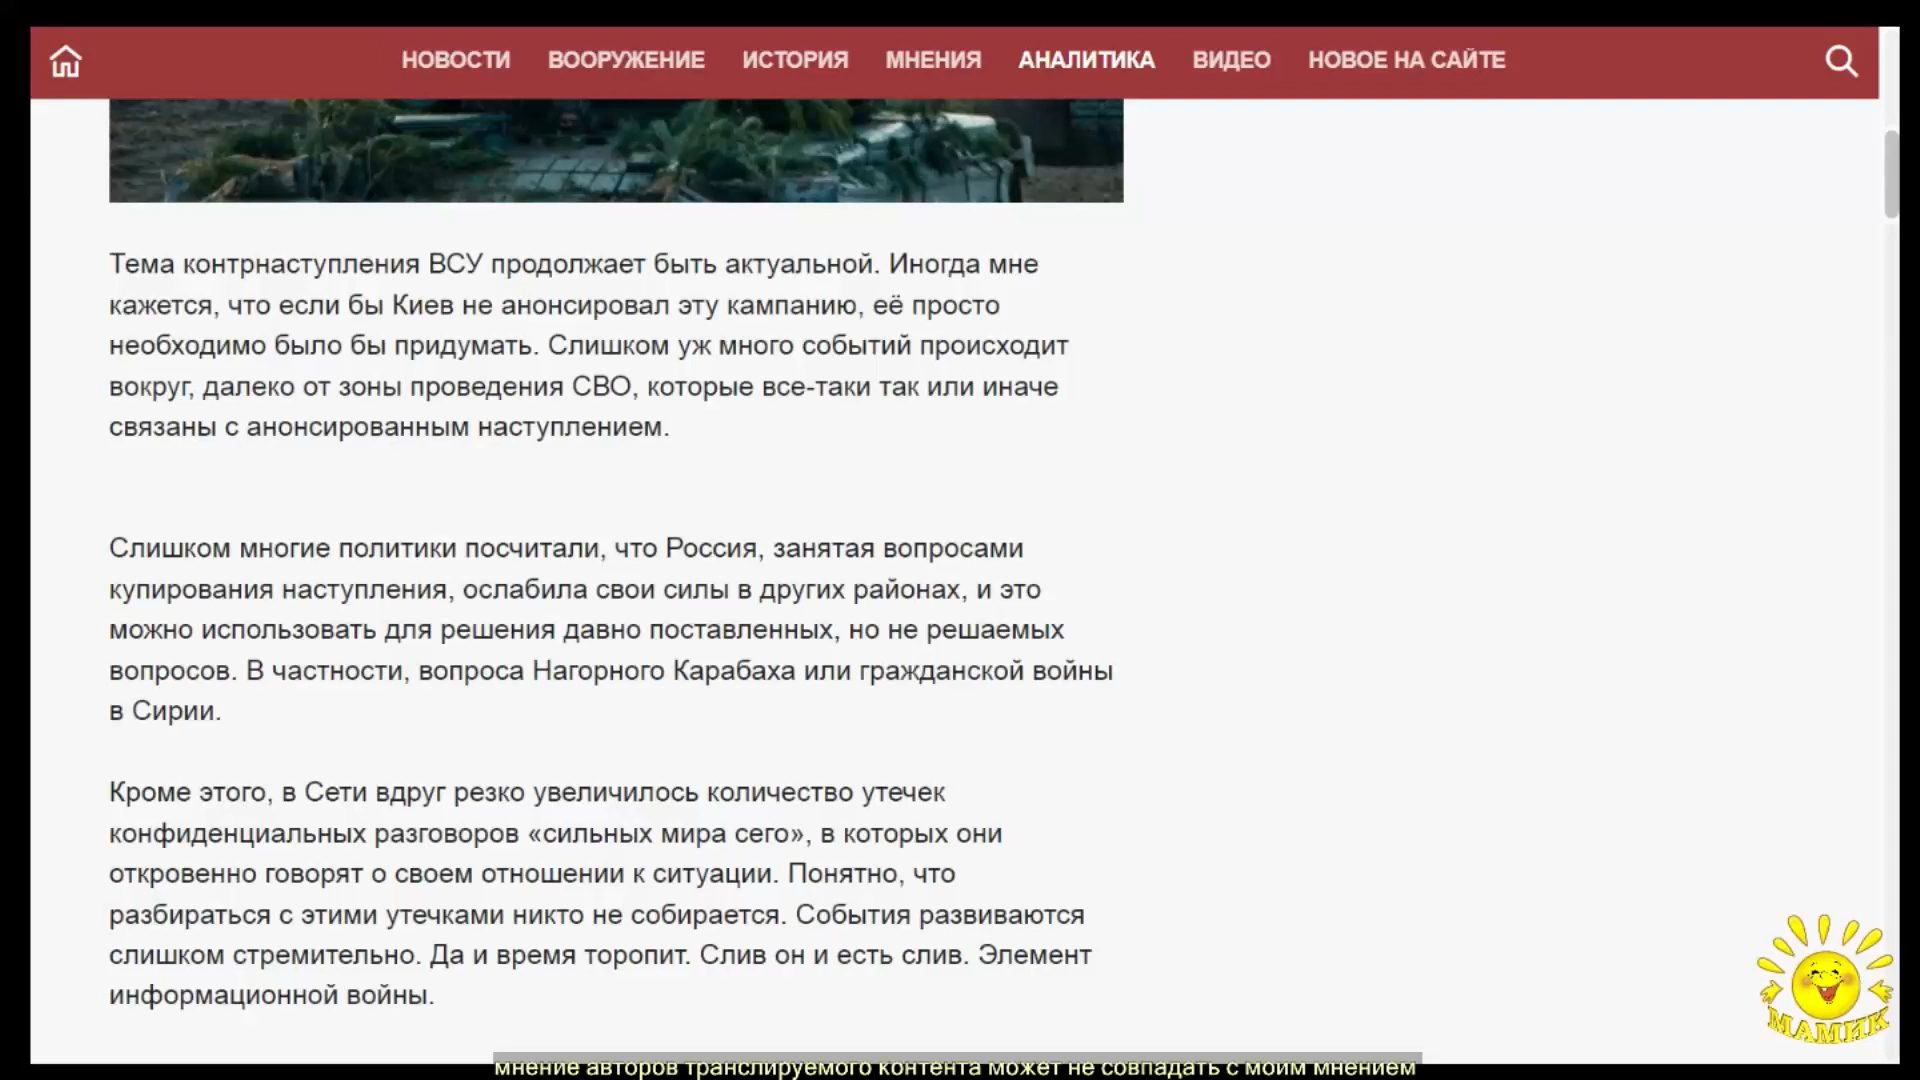 НОВОСТИ ВООРУЖЕНИЕ ИСТОРИЯ МНЕНИЯ АНАЛИТИКА ВИДЕО НОВОЕ НА САЙТЕ
Тема контрнаступления ВСУ продолжает быть актуальной. Иногда мне
кажется, что если бы Киев не анонсировал эту кампанию, её просто
необходимо было бы придумать. Слишком уж много событий происходит
вокруг, далеко от зоны проведения СВО, которые все-таки так или иначе
связаны с анонсированным наступлением.
Слишком многие политики посчитали, что Россия, занятая вопросами
купирования наступления, ослабила свои силы в других районах, и это
можно использовать для решения давно поставленных, но не решаемых
вопросов. В частности, вопроса Нагорного Карабаха или гражданской войны
в Сирии.
Кроме этого, в Сети вдруг резко увеличилось количество утечек
конфиденциальных разговоров «сильных мира сего», в которых они
откровенно говорят о своем отношении к ситуации. Понятно, что
разбираться с этими утечками никто не собирается. События развиваются
слишком стремительно. Да и время торопит. Слив он и есть слив. Элемент
информационной войны.
МАМИК
мнение авторов транслируемого контента может не совпадать с моим мнением